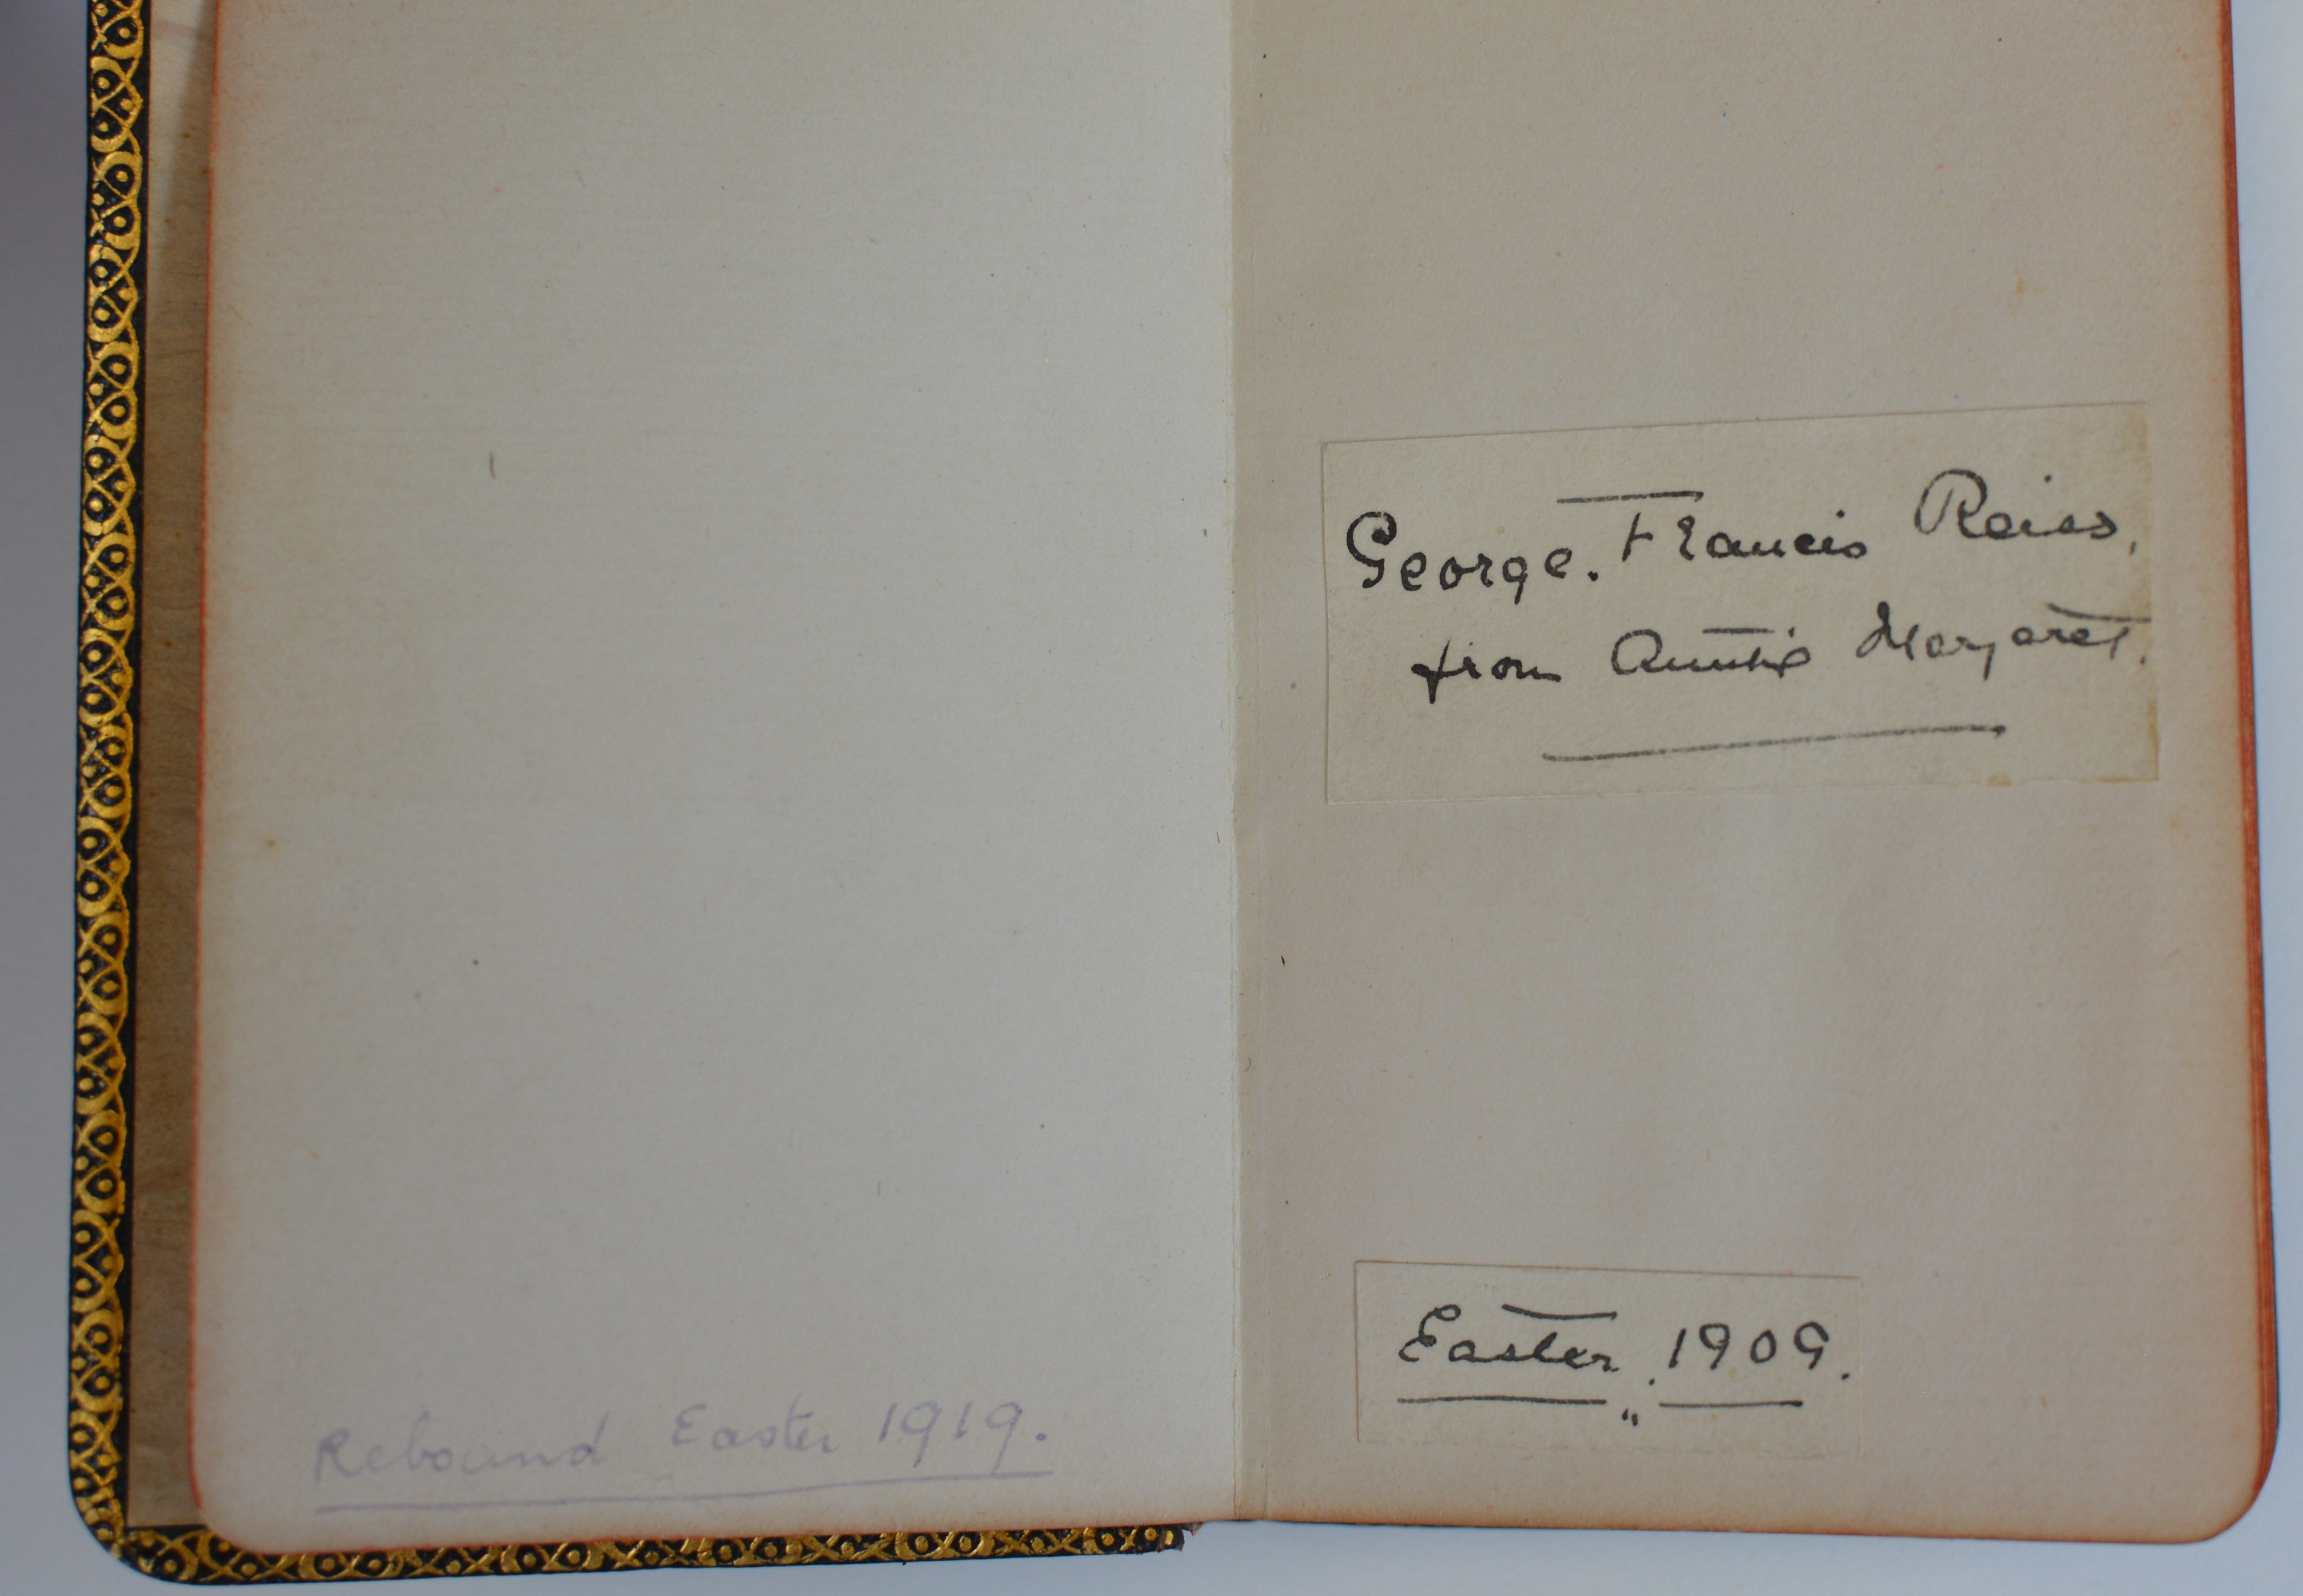 Rebound Easter 1919.
George. Francis Reiss.
from Auntie Margaret.
Easter. 1909.